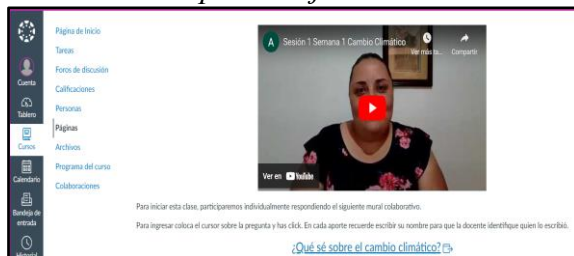 Cuenta
Tablero
Cursos
Calendario
Bandeja de
entrada
Historial
Página de Inicio
Tareas
Foros de discusión
Calificaciones
Personas
Páginas
Archivos
Programa del curso
Colaboraciones
A
Sesión 1 Semana 1 Cambio Climático
Ver más ta...
Compartir
Ver en YouTube
Para iniciar esta clase, participaremos individualmente respondiendo el siguiente mural colaborativo.
Para ingresar coloca el cursor sobre la pregunta y has click. En cada aporte recuerde escribir su nombre para que la docente identifique quien lo escribió.
¿Qué sé sobre el cambio climático?